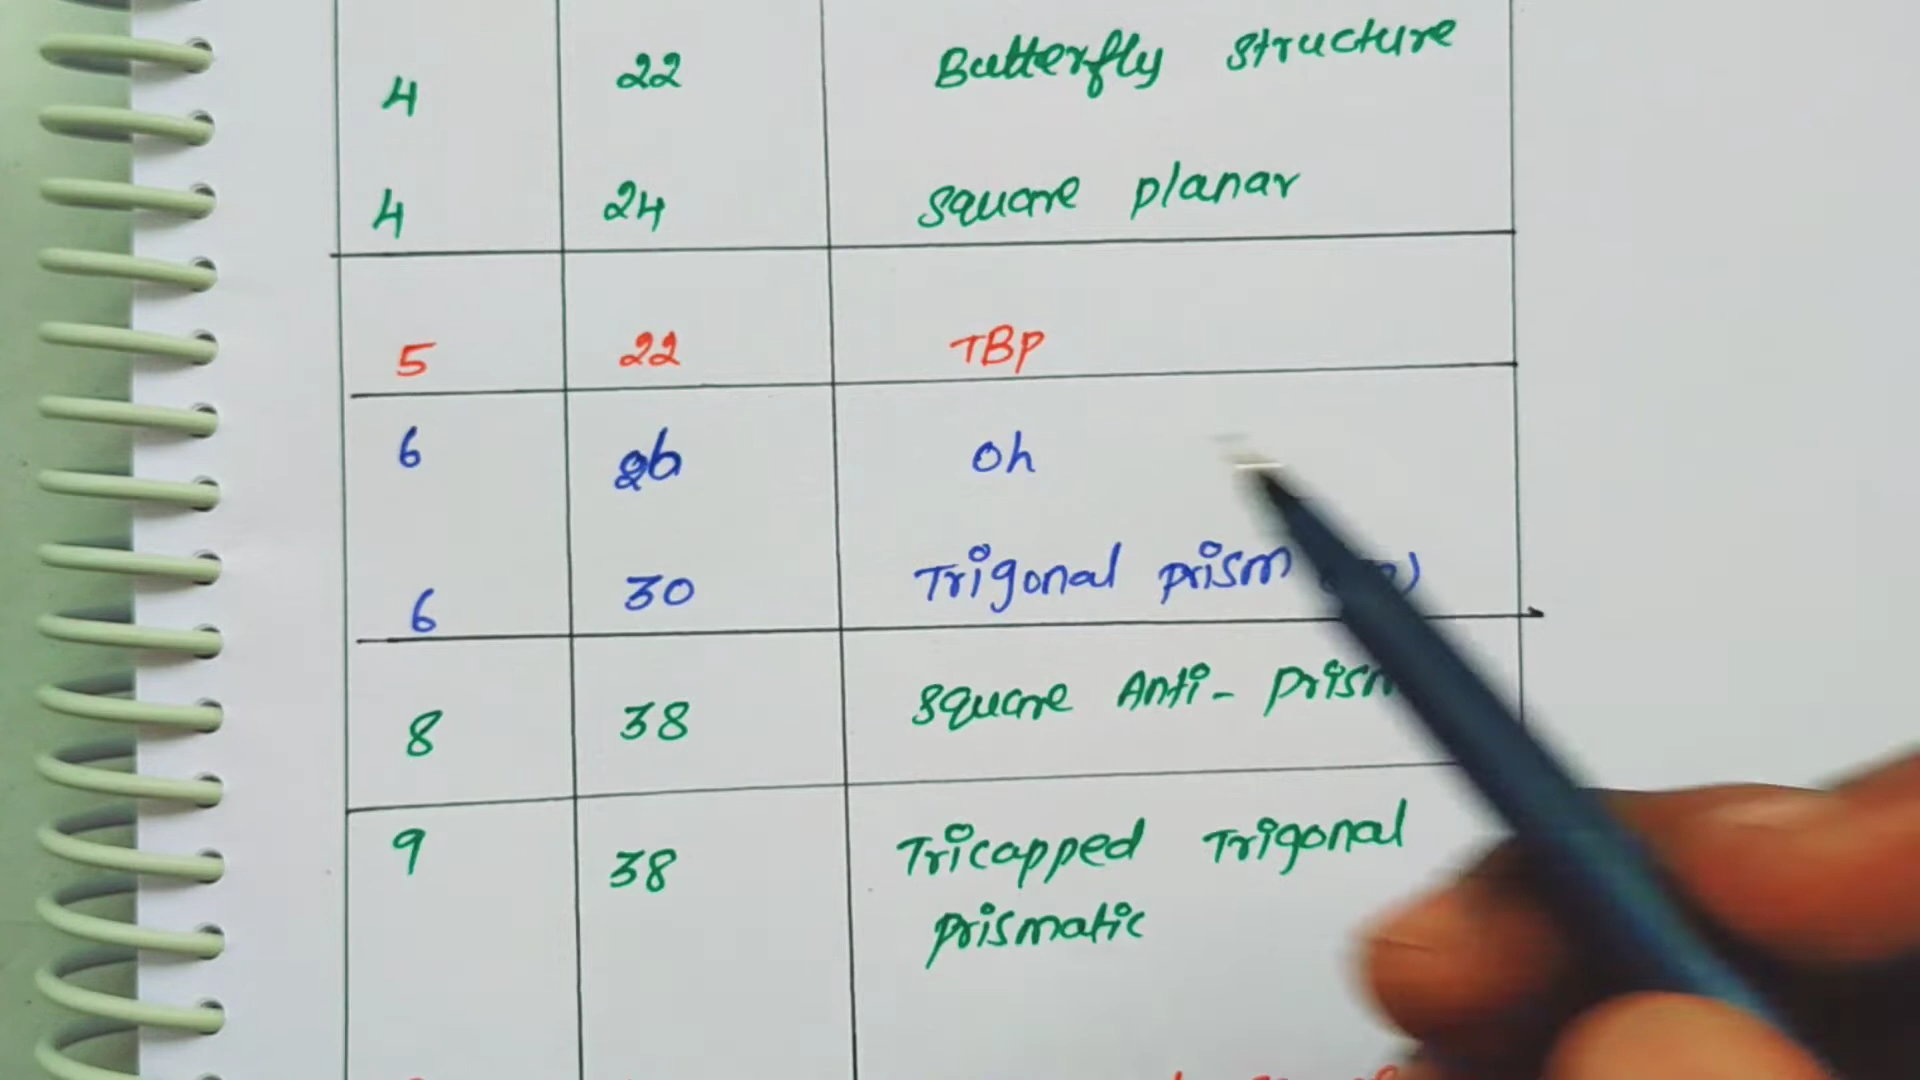 4 22 Butterfly structure
4 24 square planar
5 22 TBP
6 26 Oh
6 30 Trigonal prism
8 38 square Anti-prism
9 38 Tricapped Trigonal
prismatic